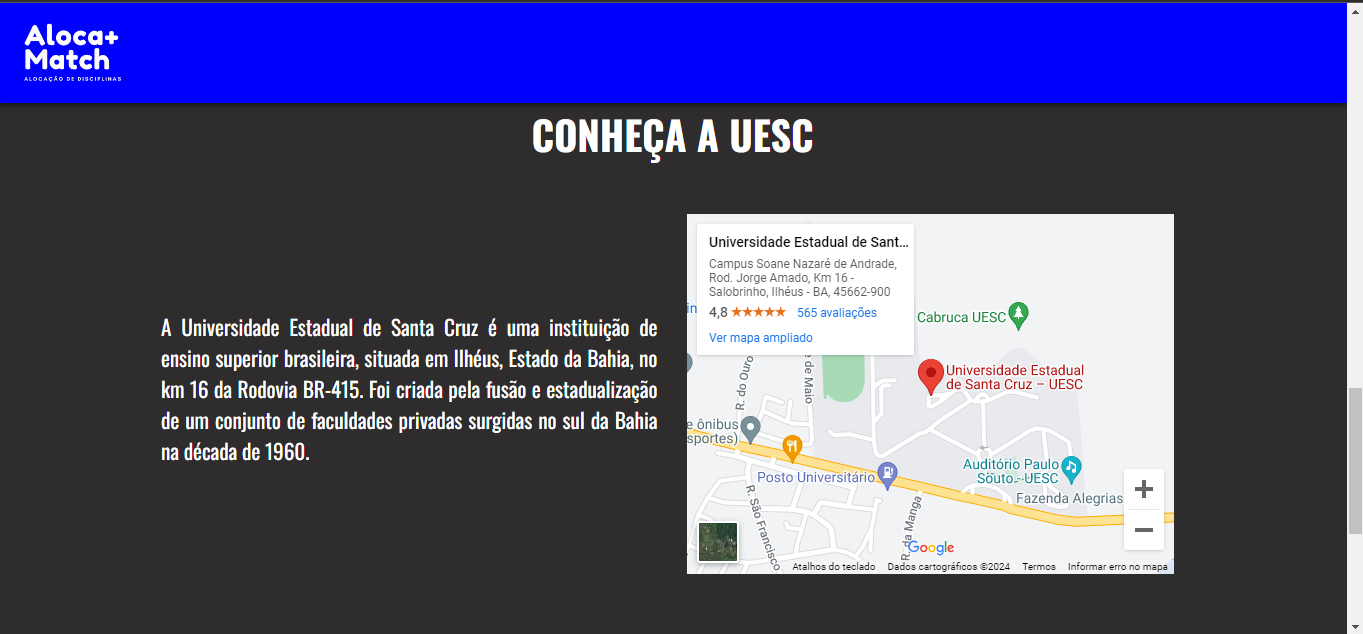 Aloca+
Match
ALOCAÇÃO DE DISCIPLINAS
CONHEÇA A UESC
A Universidade Estadual de Santa Cruz é uma instituição de
ensino superior brasileira, situada em Ilhéus, Estado da Bahia, no
km 16 da Rodovia BR-415. Foi criada pela fusão e estadualização
de um conjunto de faculdades privadas surgidas no sul da Bahia
na década de 1960.
Universidade Estadual de Sant...
Campus Soane Nazaré de Andrade,
Rod. Jorge Amado, Km 16 -
Salobrinho, Ilhéus - BA, 45662-900
4,8 ★★★★★ 565 avaliações
Ver mapa ampliado
in
Cabruca UESC
Universidade Estadual
de Santa Cruz – UESC
R. do Ouro
e de Maio
e ônibus
sportes)
Posto Universitário
Auditório Paulo
Souto - UESC
Fazenda Alegrias
R. São Francisco
R. da Manga
+
−
Google
Atalhos do teclado
Dados cartográficos ©2024
Termos
Informar erro no mapa